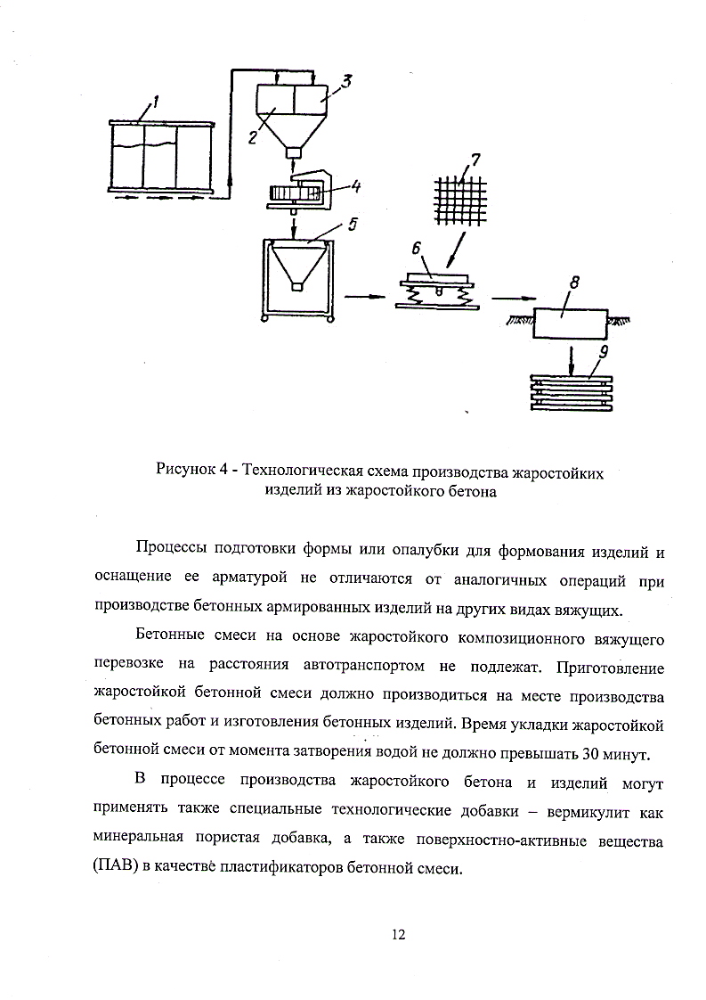 1
2
3
4
5
6
7
8
9
Рисунок 4 - Технологическая схема производства жаростойких
изделий из жаростойкого бетона
Процессы подготовки формы или опалубки для формования изделий и
оснащение ее арматурой не отличаются от аналогичных операций при
производстве бетонных армированных изделий на других видах вяжущих.
Бетонные смеси на основе жаростойкого композиционного вяжущего
перевозке на расстояния автотранспортом не подлежат. Приготовление
жаростойкой бетонной смеси должно производиться на месте производства
бетонных работ и изготовления бетонных изделий. Время укладки жаростойкой
бетонной смеси от момента затворения водой не должно превышать 30 минут.
В процессе производства жаростойкого бетона и изделий могут
применять также специальные технологические добавки – вермикулит как
минеральная пористая добавка, а также поверхностно-активные вещества
(ПАВ) в качестве пластификаторов бетонной смеси.
12